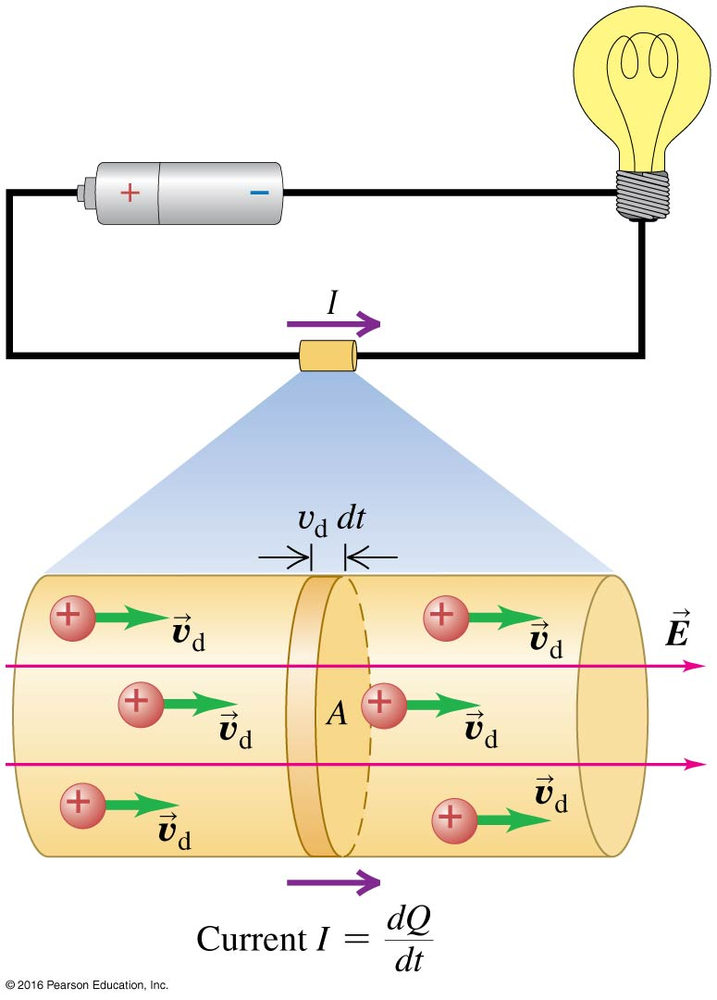 + −
I
v_d dt
+ v⃗_d + v⃗_d E⃗
+ v⃗_d A + v⃗_d
+ v⃗_d + v⃗_d
Current I = dQ/dt
© 2016 Pearson Education, Inc.